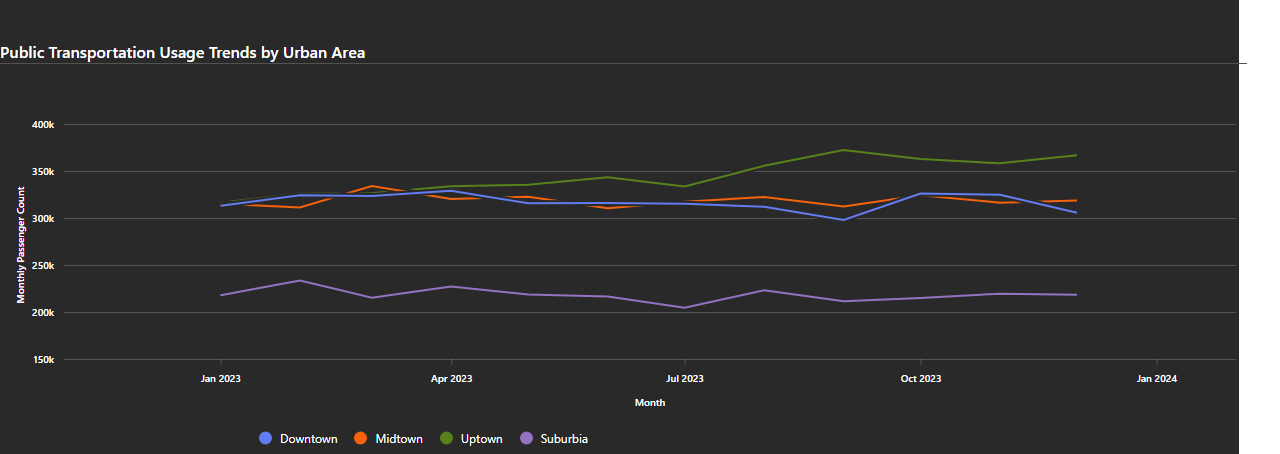 Public Transportation Usage Trends by Urban Area
400k
350k
300k
250k
200k
150k
Monthly Passenger Count
Jan 2023 Apr 2023 Jul 2023 Oct 2023 Jan 2024
Month
Downtown Midtown Uptown Suburbia